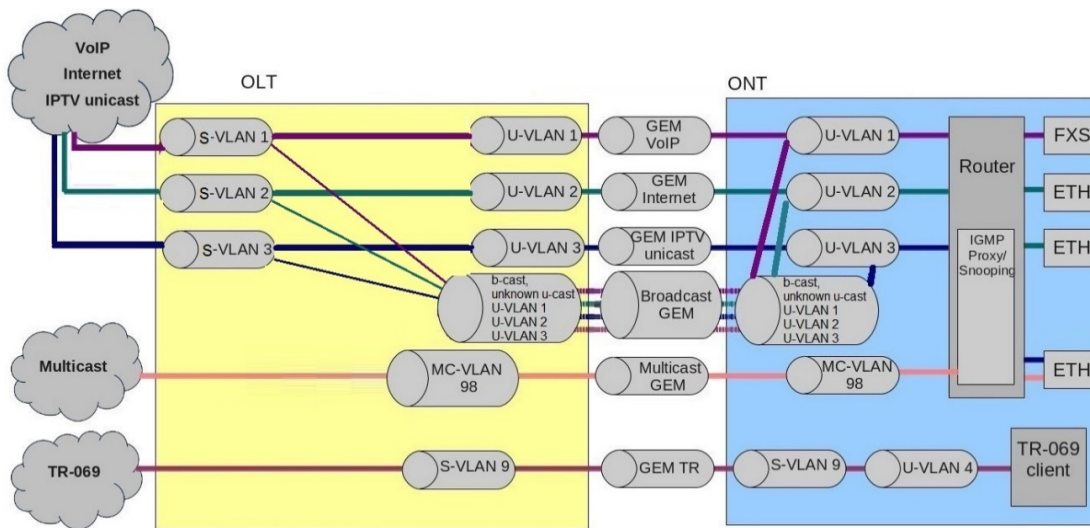 VoIP
Internet
IPTV unicast
OLT
ONT
S-VLAN 1
U-VLAN 1
GEM
VoIP
U-VLAN 1
FXS
Router
S-VLAN 2
U-VLAN 2
GEM
Internet
U-VLAN 2
ETH
S-VLAN 3
U-VLAN 3
GEM IPTV
unicast
U-VLAN 3
IGMP
Proxy/
Snooping
ETH
b-cast,
unknown u-cast
U-VLAN 1
U-VLAN 2
U-VLAN 3
Broadcast
GEM
b-cast,
unknown u-cast
U-VLAN 1
U-VLAN 2
U-VLAN 3
Multicast
MC-VLAN
98
Multicast
GEM
MC-VLAN
98
ETH
TR-069
S-VLAN 9
GEM TR
S-VLAN 9
U-VLAN 4
TR-069
client